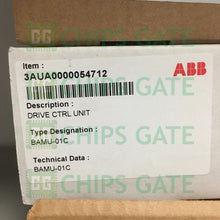 CHIPS GATE
Item :
3AUA0000054712
ABB
Description :
DRIVE CTRL UNIT
Type Designation :
BAMU-01C
Technical Data :
BAMU-01C
CHIPS GATE